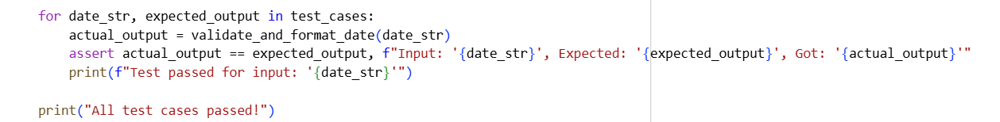 for date_str, expected_output in test_cases:
    actual_output = validate_and_format_date(date_str)
    assert actual_output == expected_output, f"Input: '{date_str}', Expected: '{expected_output}', Got: '{actual_output}'"
    print(f"Test passed for input: '{date_str}'")

print("All test cases passed!")